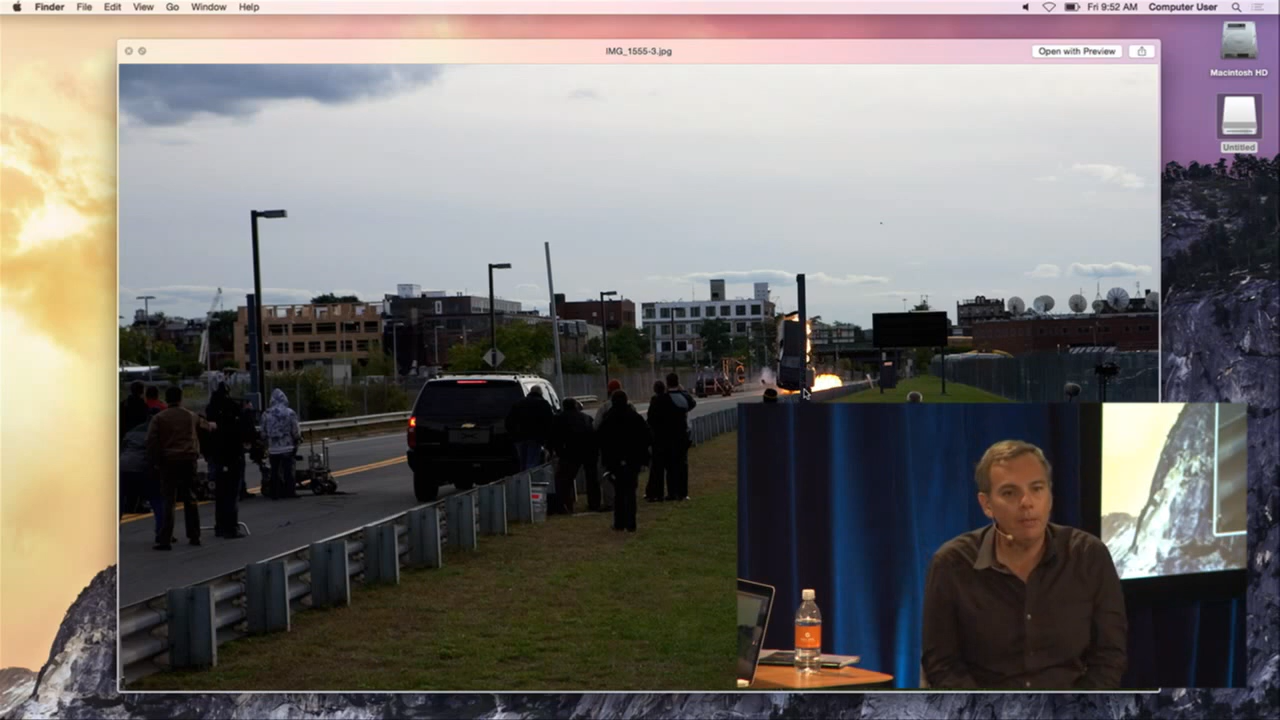 Finder File Edit View Go Window Help
Fri 9:52 AM Computer User
IMG_1555-3.jpg
Open with Preview
Macintosh HD
Untitled